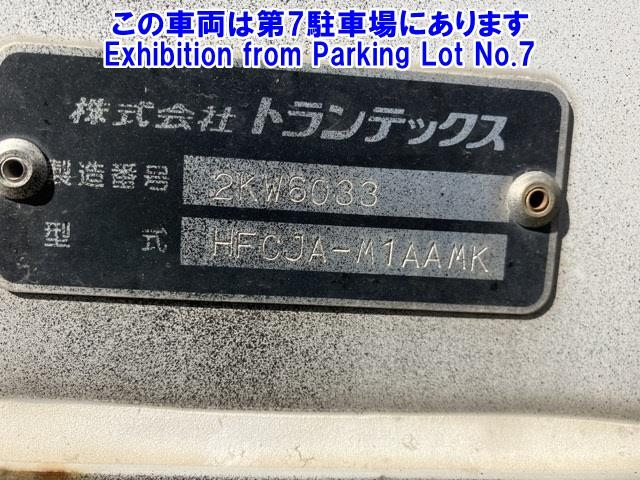 この車両は第7駐車場にあります
Exhibition from Parking Lot No.7
株式会社 トランテックス
製造番号 2KW6033
型式 HFCJA-M1AAMK